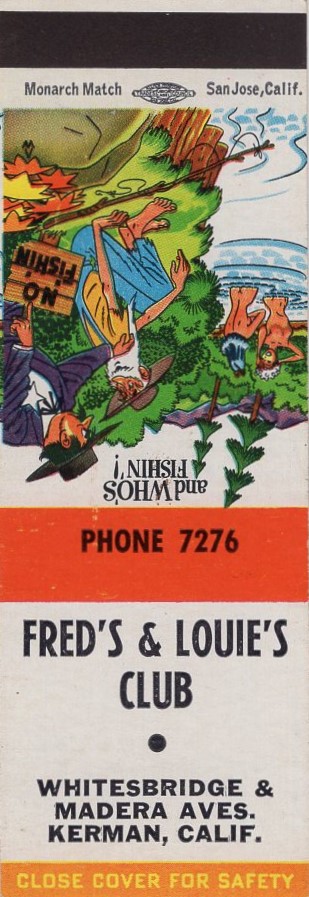 Monarch Match San Jose, Calif.
NO
FISHIN
and WHO'S
FISHIN'!
PHONE 7276
FRED'S & LOUIE'S
CLUB
WHITESBRIDGE &
MADERA AVES.
KERMAN, CALIF.
CLOSE COVER FOR SAFETY